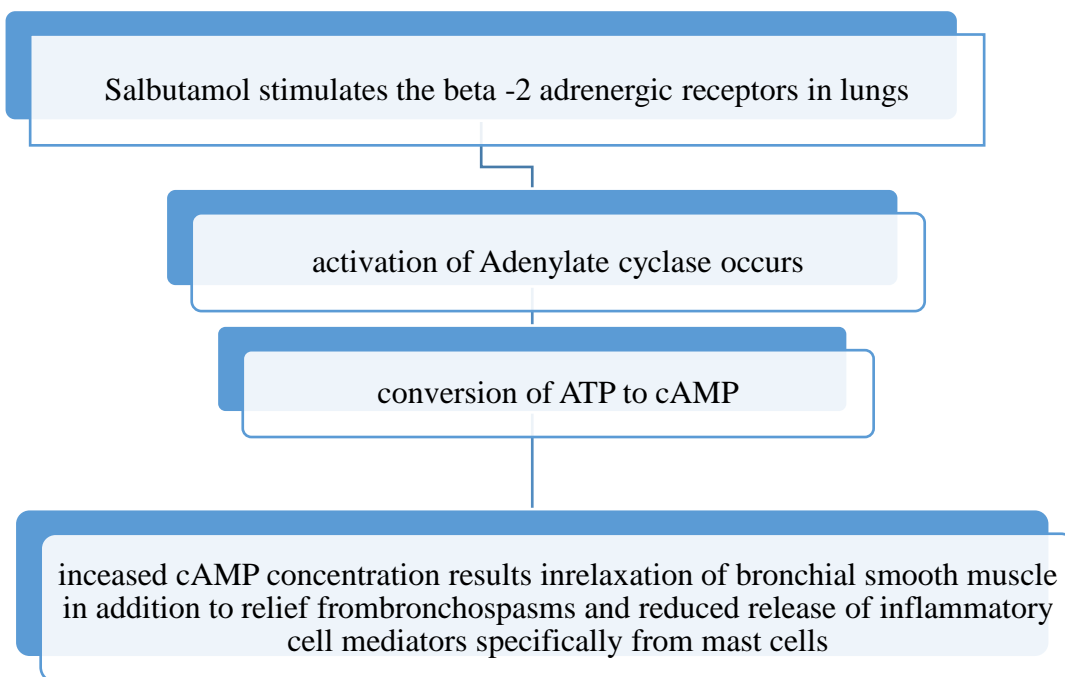 Salbutamol stimulates the beta -2 adrenergic receptors in lungs
activation of Adenylate cyclase occurs
conversion of ATP to cAMP
inceased cAMP concentration results inrelaxation of bronchial smooth muscle
in addition to relief frombronchospasms and reduced release of inflammatory
cell mediators specifically from mast cells